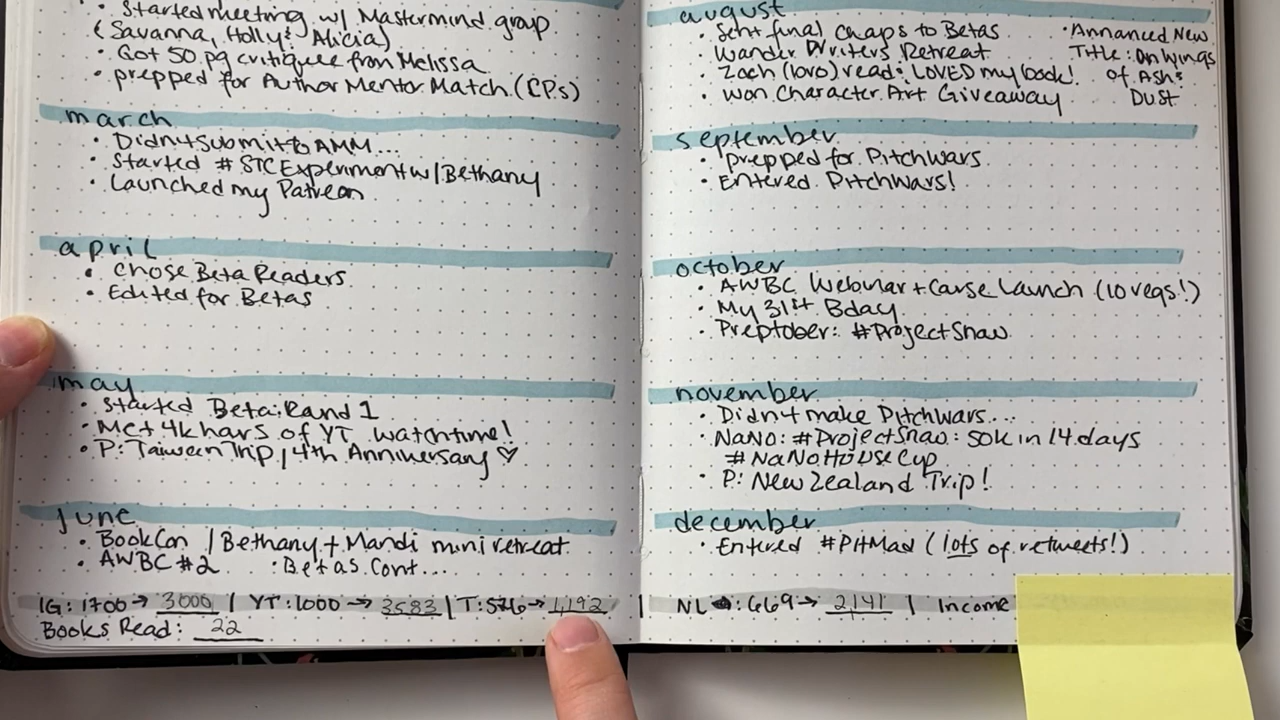 · Started meeting w/ Mastermind group
(Savanna, Holly & Alicia)
· Got 50 pg critique from Melissa
· prepped for Author Mentor Match (CPs)
march
· Didn't submit to AMM...
· Started #STCExperiment w/ Bethany
· Launched my Patreon
april
· Chose Beta Readers
· Edited for Betas
may
· Started Beta: Round 1
· Met 4k hours of YT watchtime!
· P: Taiwan Trip / 4th Anniversary ♡
june
· BookCon / Bethany + Mandi mini retreat
· AWBC #2 · Betas Cont...
IG: 1700 → 3000 | YT: 1000 → 3583 | T: 576 → 4192
Books Read: 22
august
· Sent final chaps to Betas
· Wander Writers Retreat
· Zach (lovo) read: LOVED my book!
· Won Character Art Giveaway
· Announced New
Title: On Wings
of Ash &
Dust
september
· prepped for PitchWars
· Entered PitchWars!
october
· AWBC Webinar + Course Launch (10 regs!)
· My 31st Bday
· Preptober: #ProjectSnow
november
· Didn't make PitchWars...
· NaNo: #ProjectSnow: 50k in 14 days
#NaNoHouseCup
· P: New Zealand Trip!
december
· Entered #PitMad (lots of retweets!)
| NL: 669 → 2141 | Income